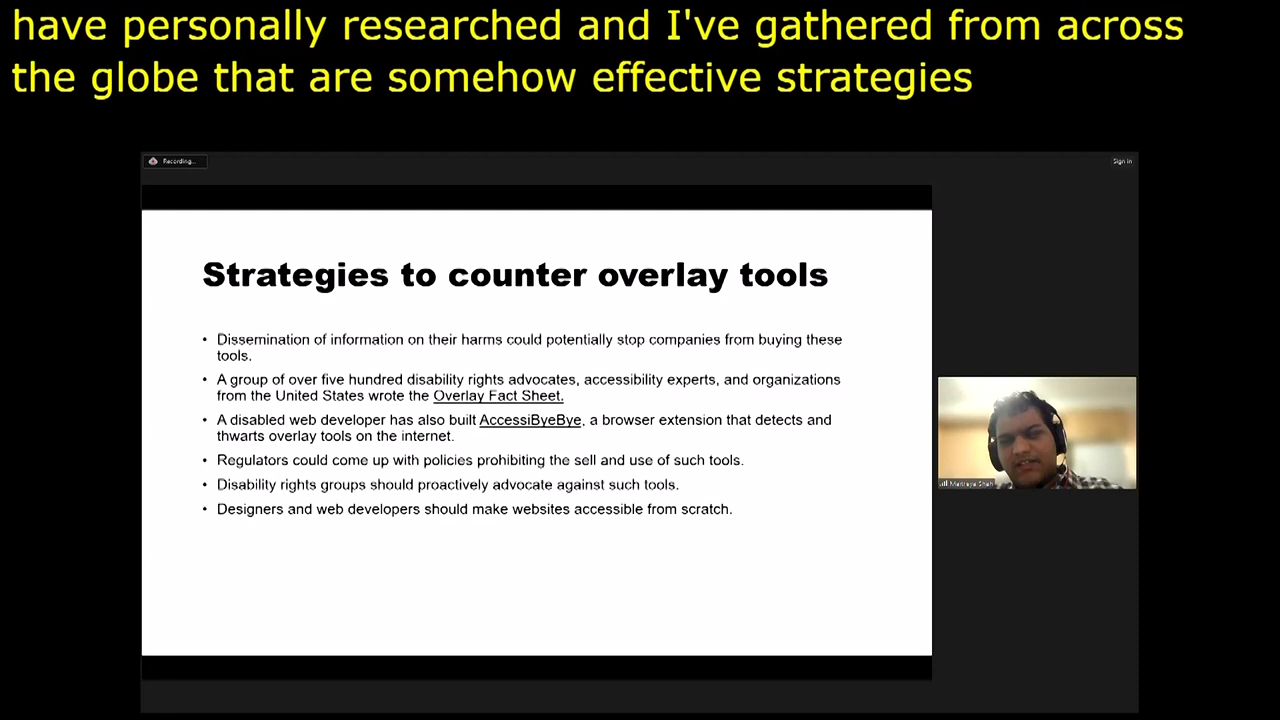 have personally researched and I've gathered from across
the globe that are somehow effective strategies
Recording...
Sign in
Strategies to counter overlay tools
• Dissemination of information on their harms could potentially stop companies from buying these
tools.
• A group of over five hundred disability rights advocates, accessibility experts, and organizations
from the United States wrote the Overlay Fact Sheet.
• A disabled web developer has also built AccessiByeBye, a browser extension that detects and
thwarts overlay tools on the internet.
• Regulators could come up with policies prohibiting the sell and use of such tools.
• Disability rights groups should proactively advocate against such tools.
• Designers and web developers should make websites accessible from scratch.
Shah